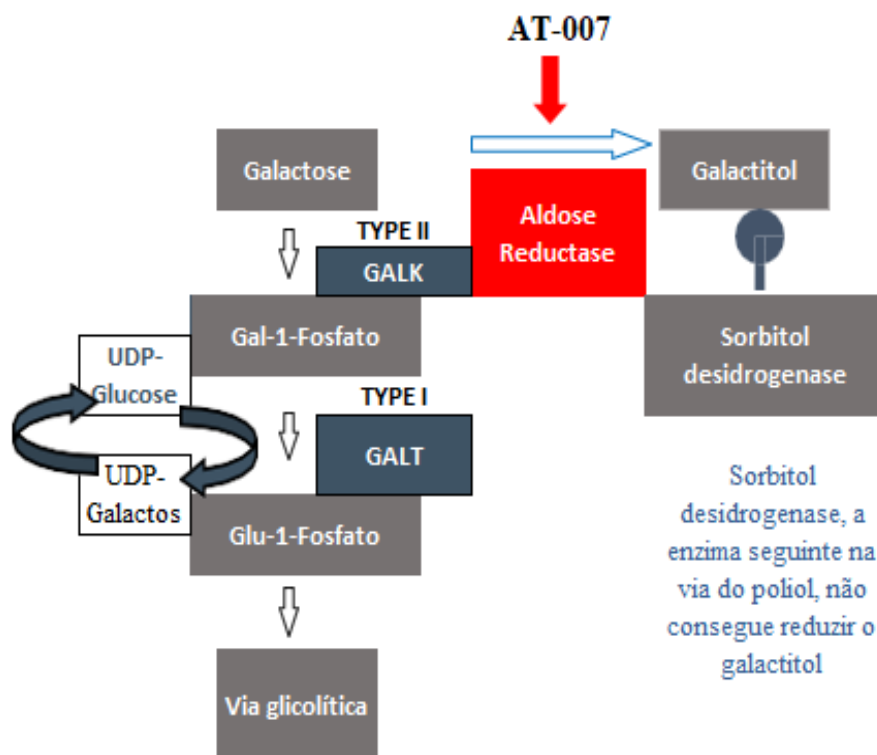 AT-007
Galactose
Galactitol
Aldose
Reductase
TYPE II
GALK
Gal-1-Fosfato
Sorbitol
desidrogenase
UDP-
Glucose
TYPE I
GALT
UDP-
Galactos
Glu-1-Fosfato
Sorbitol
desidrogenase, a
enzima seguinte na
via do poliol, não
consegue reduzir o
galactitol
Via glicolítica